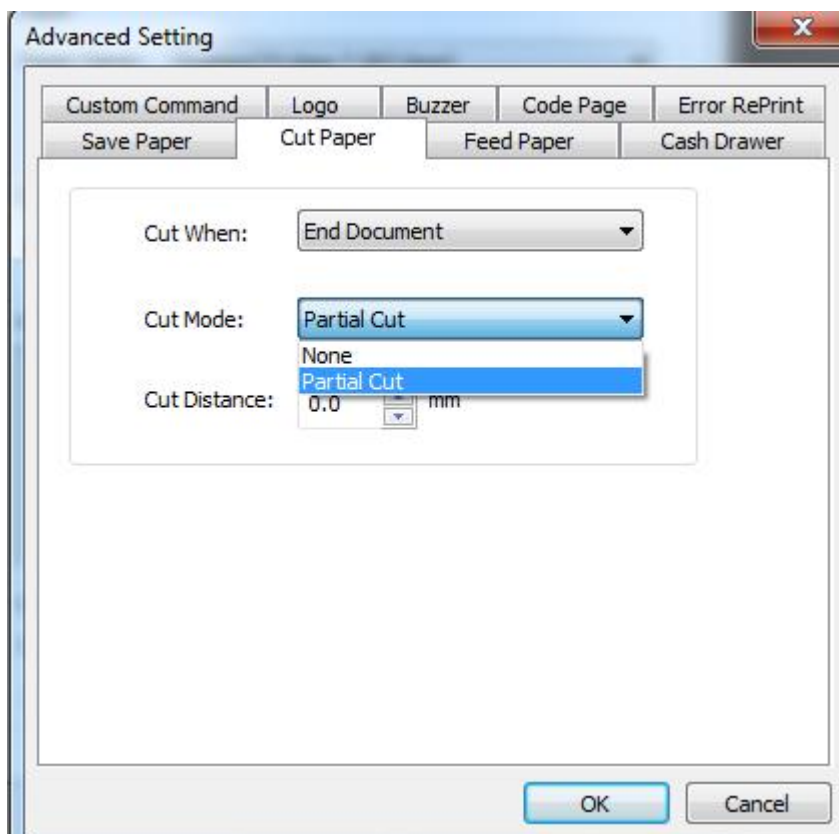 Advanced Setting
Custom Command Logo Buzzer Code Page Error RePrint
Save Paper Cut Paper Feed Paper Cash Drawer
Cut When: End Document
Cut Mode: Partial Cut
None
Partial Cut
Cut Distance: 0.0 mm
OK Cancel